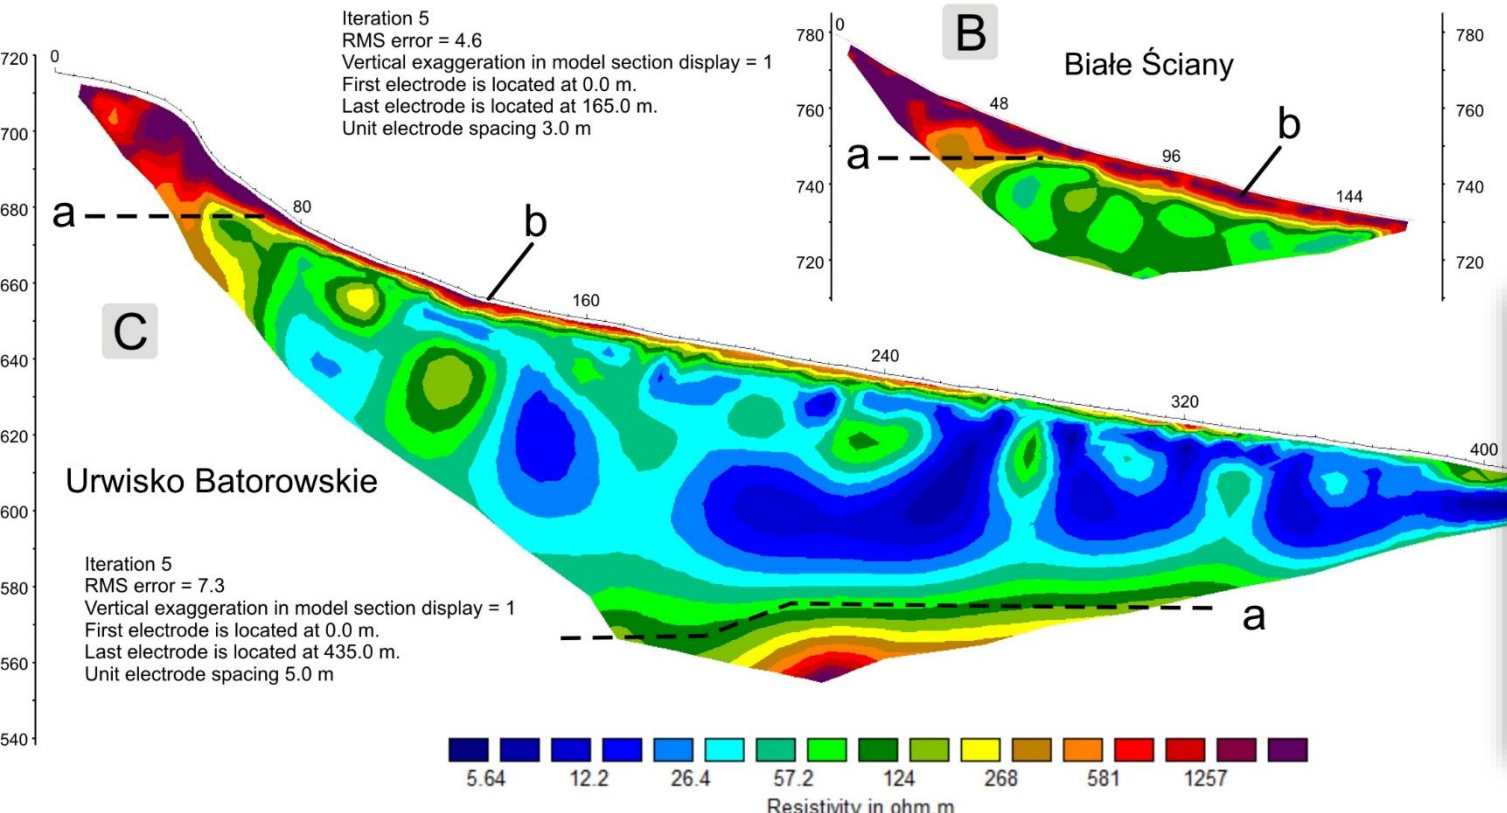 Iteration 5
RMS error = 4.6
Vertical exaggeration in model section display = 1
First electrode is located at 0.0 m.
Last electrode is located at 165.0 m.
Unit electrode spacing 3.0 m
B
Białe Ściany
780
760
740
720
0
48
96
144
780
760
740
720
a
b
720
700
680
660
640
620
600
580
560
540
0
80
160
240
320
400
a
b
C
Urwisko Batorowskie
a
Iteration 5
RMS error = 7.3
Vertical exaggeration in model section display = 1
First electrode is located at 0.0 m.
Last electrode is located at 435.0 m.
Unit electrode spacing 5.0 m
5.64 12.2 26.4 57.2 124 268 581 1257
Resistivity in ohm.m